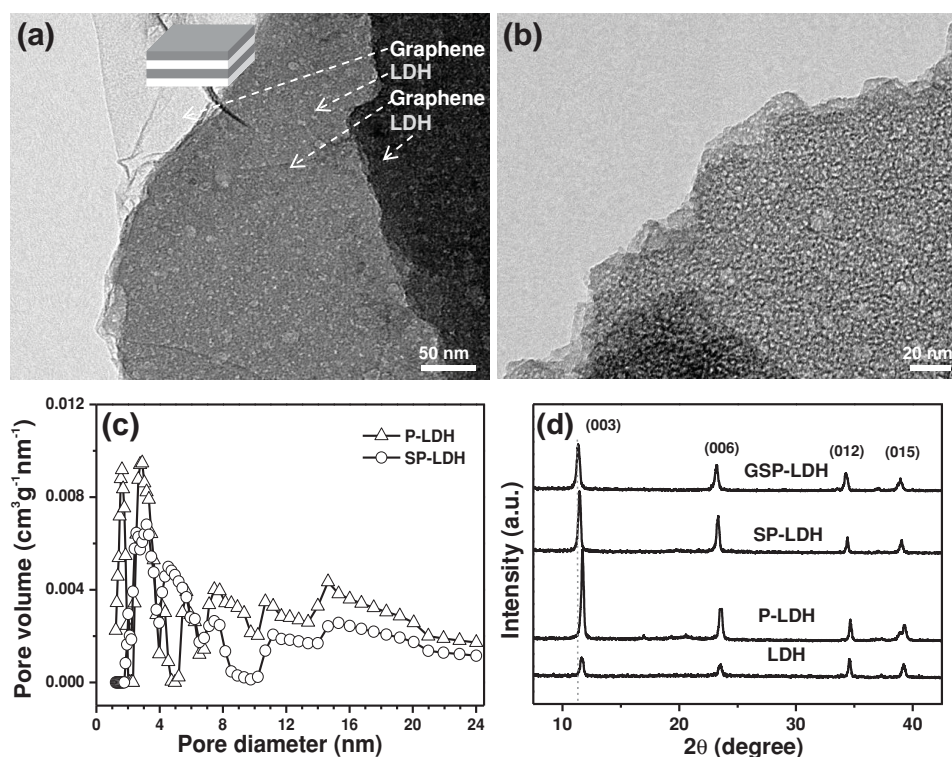 (a)
Graphene
LDH
Graphene
LDH
50 nm
(b)
20 nm
(c)
P-LDH
SP-LDH
0.012
0.008
0.004
0.000
0 4 8 12 16 20 24
Pore volume (cm³g⁻¹nm⁻¹)
Pore diameter (nm)
(d)
(003)
(006)
(012)
(015)
GSP-LDH
SP-LDH
P-LDH
LDH
Intensity (a.u.)
10 20 30 40
2θ (degree)